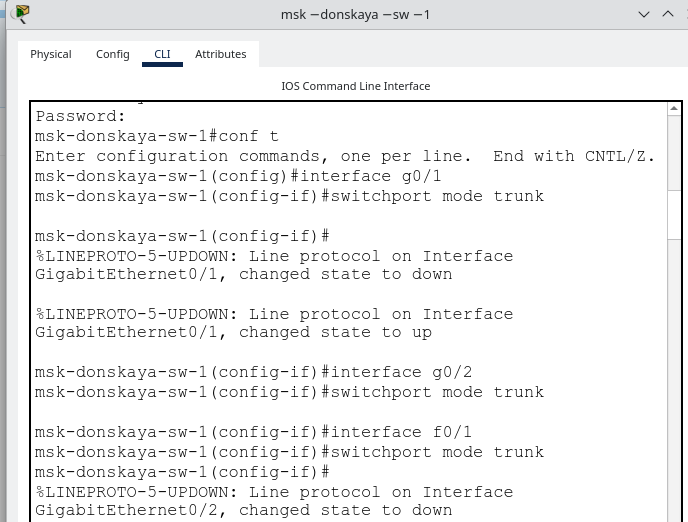 msk −donskaya −sw −1
Physical Config CLI Attributes
IOS Command Line Interface
Password:
msk-donskaya-sw-1#conf t
Enter configuration commands, one per line.  End with CNTL/Z.
msk-donskaya-sw-1(config)#interface g0/1
msk-donskaya-sw-1(config-if)#switchport mode trunk
msk-donskaya-sw-1(config-if)#
%LINEPROTO-5-UPDOWN: Line protocol on Interface
GigabitEthernet0/1, changed state to down
%LINEPROTO-5-UPDOWN: Line protocol on Interface
GigabitEthernet0/1, changed state to up
msk-donskaya-sw-1(config-if)#interface g0/2
msk-donskaya-sw-1(config-if)#switchport mode trunk
msk-donskaya-sw-1(config-if)#interface f0/1
msk-donskaya-sw-1(config-if)#switchport mode trunk
msk-donskaya-sw-1(config-if)#
%LINEPROTO-5-UPDOWN: Line protocol on Interface
GigabitEthernet0/2, changed state to down